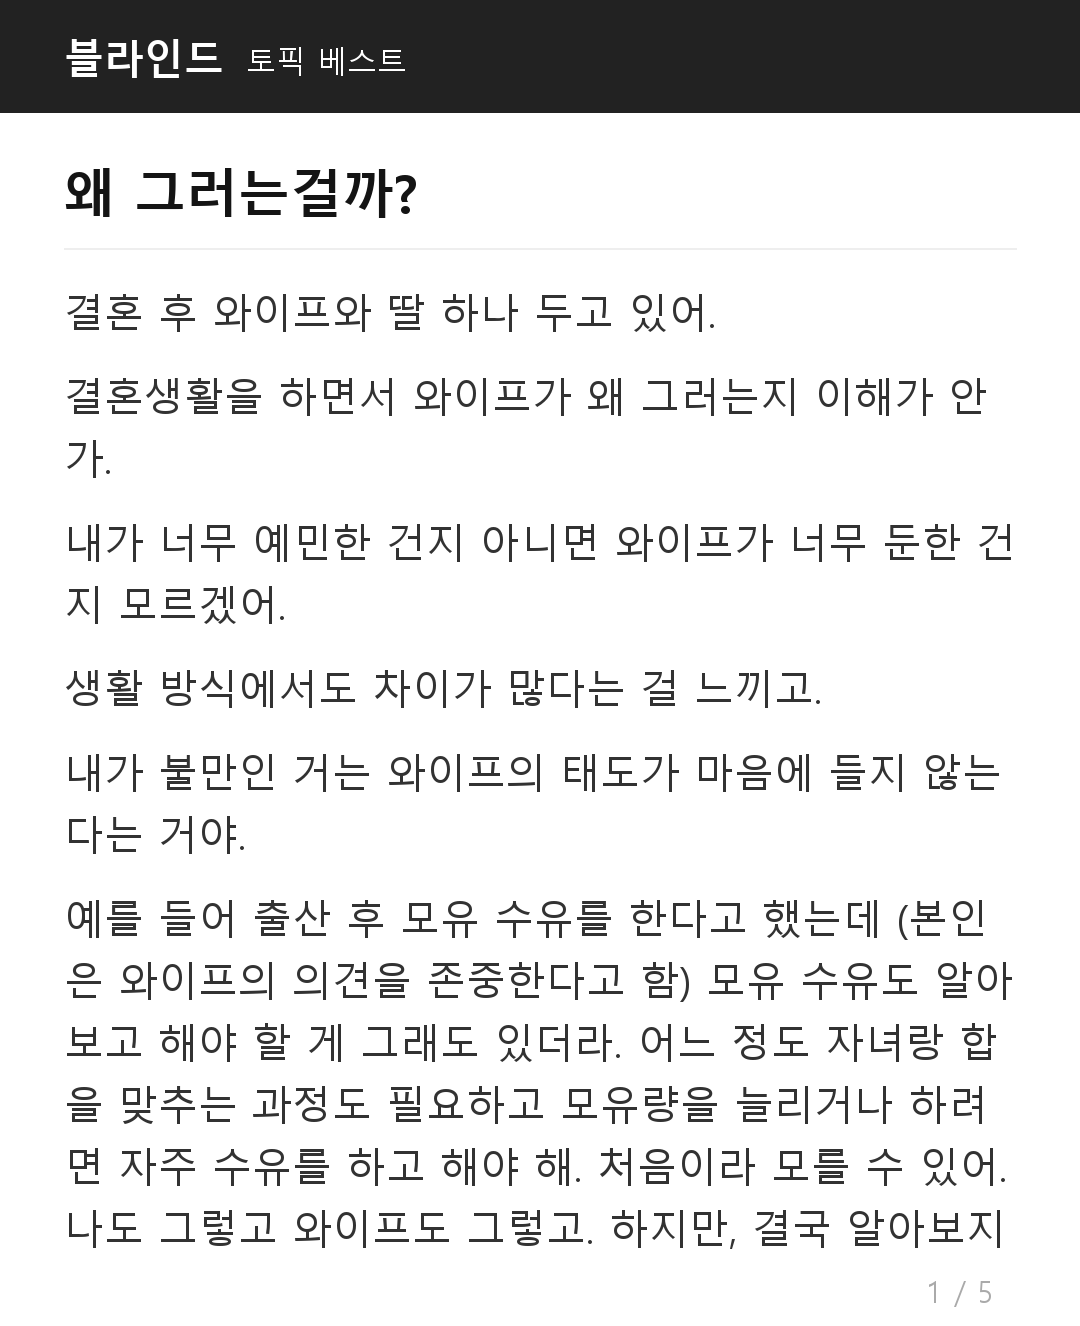 블라인드 토픽 베스트
왜 그러는걸까?
결혼 후 와이프와 딸 하나 두고 있어.
결혼생활을 하면서 와이프가 왜 그러는지 이해가 안
가.
내가 너무 예민한 건지 아니면 와이프가 너무 둔한 건
지 모르겠어.
생활 방식에서도 차이가 많다는 걸 느끼고.
내가 불만인 거는 와이프의 태도가 마음에 들지 않는
다는 거야.
예를 들어 출산 후 모유 수유를 한다고 했는데 (본인
은 와이프의 의견을 존중한다고 함) 모유 수유도 알아
보고 해야 할 게 그래도 있더라. 어느 정도 자녀랑 합
을 맞추는 과정도 필요하고 모유량을 늘리거나 하려
면 자주 수유를 하고 해야 해. 처음이라 모를 수 있어.
나도 그렇고 와이프도 그렇고. 하지만, 결국 알아보지
1 / 5